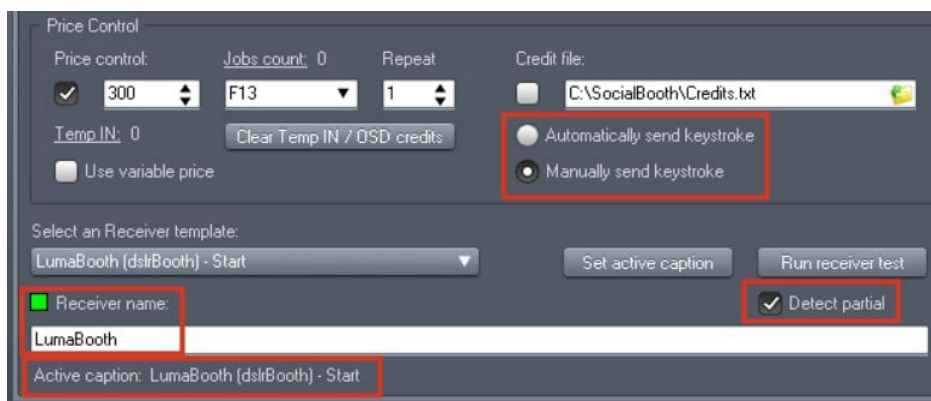 Price Control
Price control: Jobs count: 0 Repeat Credit file:
300 F13 1 C:\SocialBooth\Credits.txt
Temp IN: 0 Clear Temp IN / OSD credits Automatically send keystroke
Use variable price Manually send keystroke
Select an Receiver template:
LumaBooth (dslrBooth) - Start Set active caption Run receiver test
Receiver name: Detect partial
LumaBooth
Active caption: LumaBooth (dslrBooth) - Start